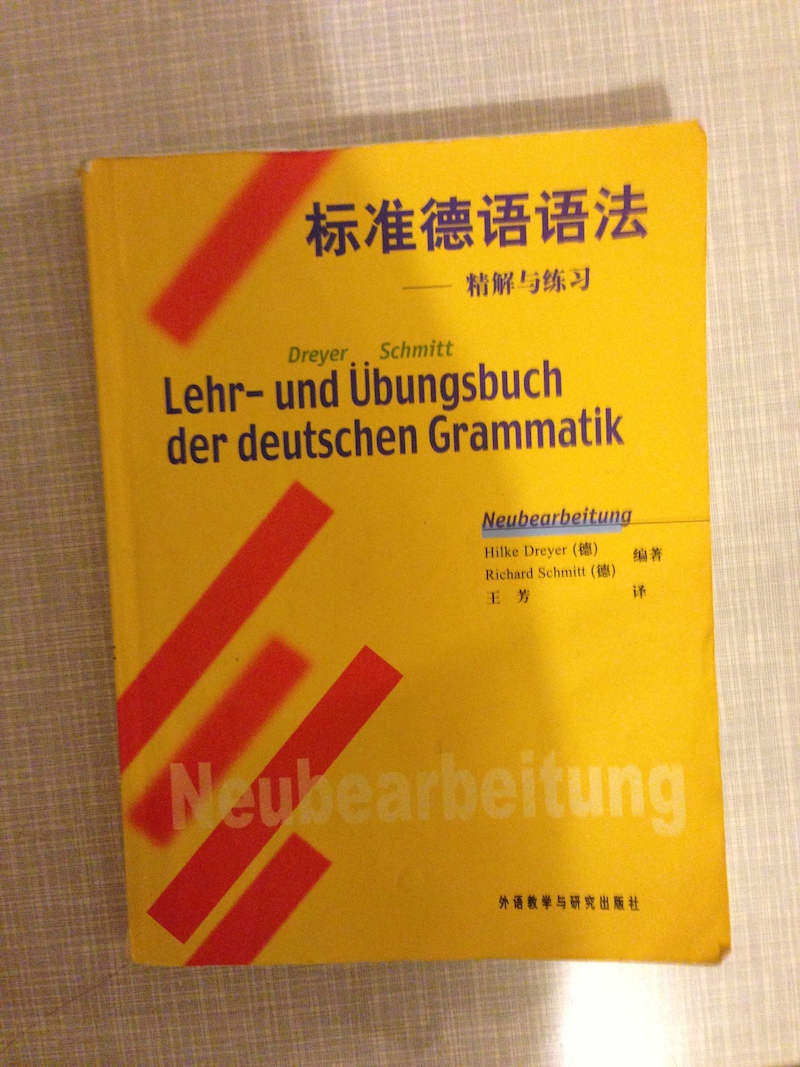 标准德语语法
—— 精解与练习
Dreyer Schmitt
Lehr- und Übungsbuch
der deutschen Grammatik
Neubearbeitung
Hilke Dreyer (德)
Richard Schmitt (德) 编著
王 芳 译
Neubearbeitung
外语教学与研究出版社